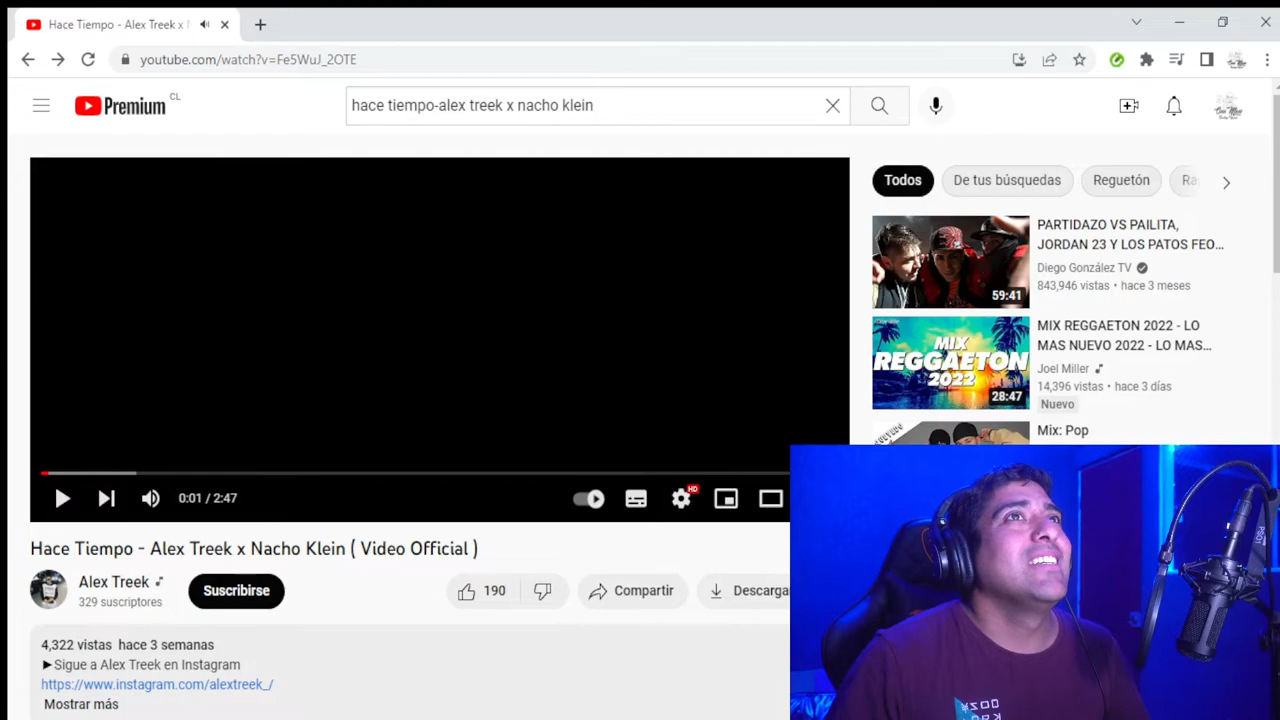 Hace Tiempo - Alex Treek x N
youtube.com/watch?v=Fe5WuJ_2OTE
Premium CL
hace tiempo-alex treek x nacho klein
Todos
De tus búsquedas
Reguetón
Ra
PARTIDAZO VS PAILITA,
JORDAN 23 Y LOS PATOS FEO...
Diego González TV
843,946 vistas • hace 3 meses
59:41
MIX REGGAETON 2022 - LO
MAS NUEVO 2022 - LO MAS...
Joel Miller
14,396 vistas • hace 3 días
Nuevo
MIX
REGGAETON
2022
28:47
Mix: Pop
0:01 / 2:47
HD
Hace Tiempo - Alex Treek x Nacho Klein ( Video Official )
Alex Treek
329 suscriptores
Suscribirse
190
Compartir
Descarga
4,322 vistas hace 3 semanas
►Sigue a Alex Treek en Instagram
https://www.instagram.com/alextreek_/
Mostrar más